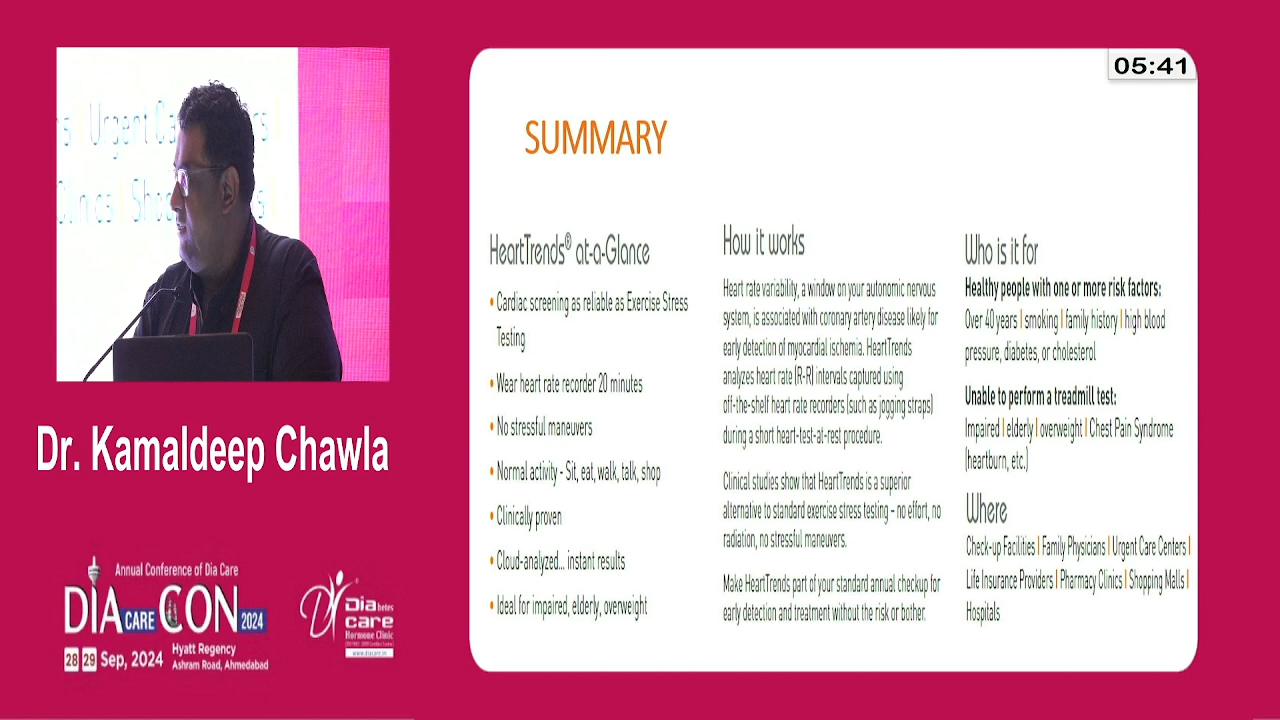 05:41
SUMMARY
HeartTrends® at-a-Glance
• Cardiac screening as reliable as Exercise Stress
Testing
• Wear heart rate recorder 20 minutes
• No stressful maneuvers
• Normal activity - Sit, eat, walk, talk, shop
• Clinically proven
• Cloud-analyzed... instant results
• Ideal for impaired, elderly, overweight
How it works
Heart rate variability, a window on your autonomic nervous
system, is associated with coronary artery disease likely for
early detection of myocardial ischemia. HeartTrends
analyzes heart rate (R-R) intervals captured using
off-the-shelf heart rate recorders (such as jogging straps)
during a short heart-test-at-rest procedure.
Clinical studies show that HeartTrends is a superior
alternative to standard exercise stress testing – no effort, no
radiation, no stressful maneuvers.
Make HeartTrends part of your standard annual checkup for
early detection and treatment without the risk or bother.
Who is it for
Healthy people with one or more risk factors:
Over 40 years | smoking | family history | high blood
pressure, diabetes, or cholesterol
Unable to perform a treadmill test:
Impaired | elderly | overweight | Chest Pain Syndrome
(heartburn, etc.)
Where
Check-up Facilities | Family Physicians | Urgent Care Centers |
Life Insurance Providers | Pharmacy Clinics | Shopping Malls |
Hospitals
Urgent Ca
Clinics
Dr. Kamaldeep Chawla
Annual Conference of Dia Care
DIA CARE CON 2024
28 29 Sep, 2024
Hyatt Regency
Ashram Road, Ahmedabad
Diabetes
care
Hormone Clinic
www.diacare.in